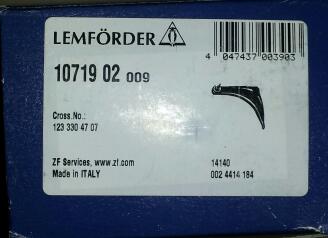 LEMFÖRDER
4 047437 003903
10719 02 009
Cross.No.:
123 330 47 07
ZF Services, www.zf.com
Made in ITALY
14140
002 4414 184